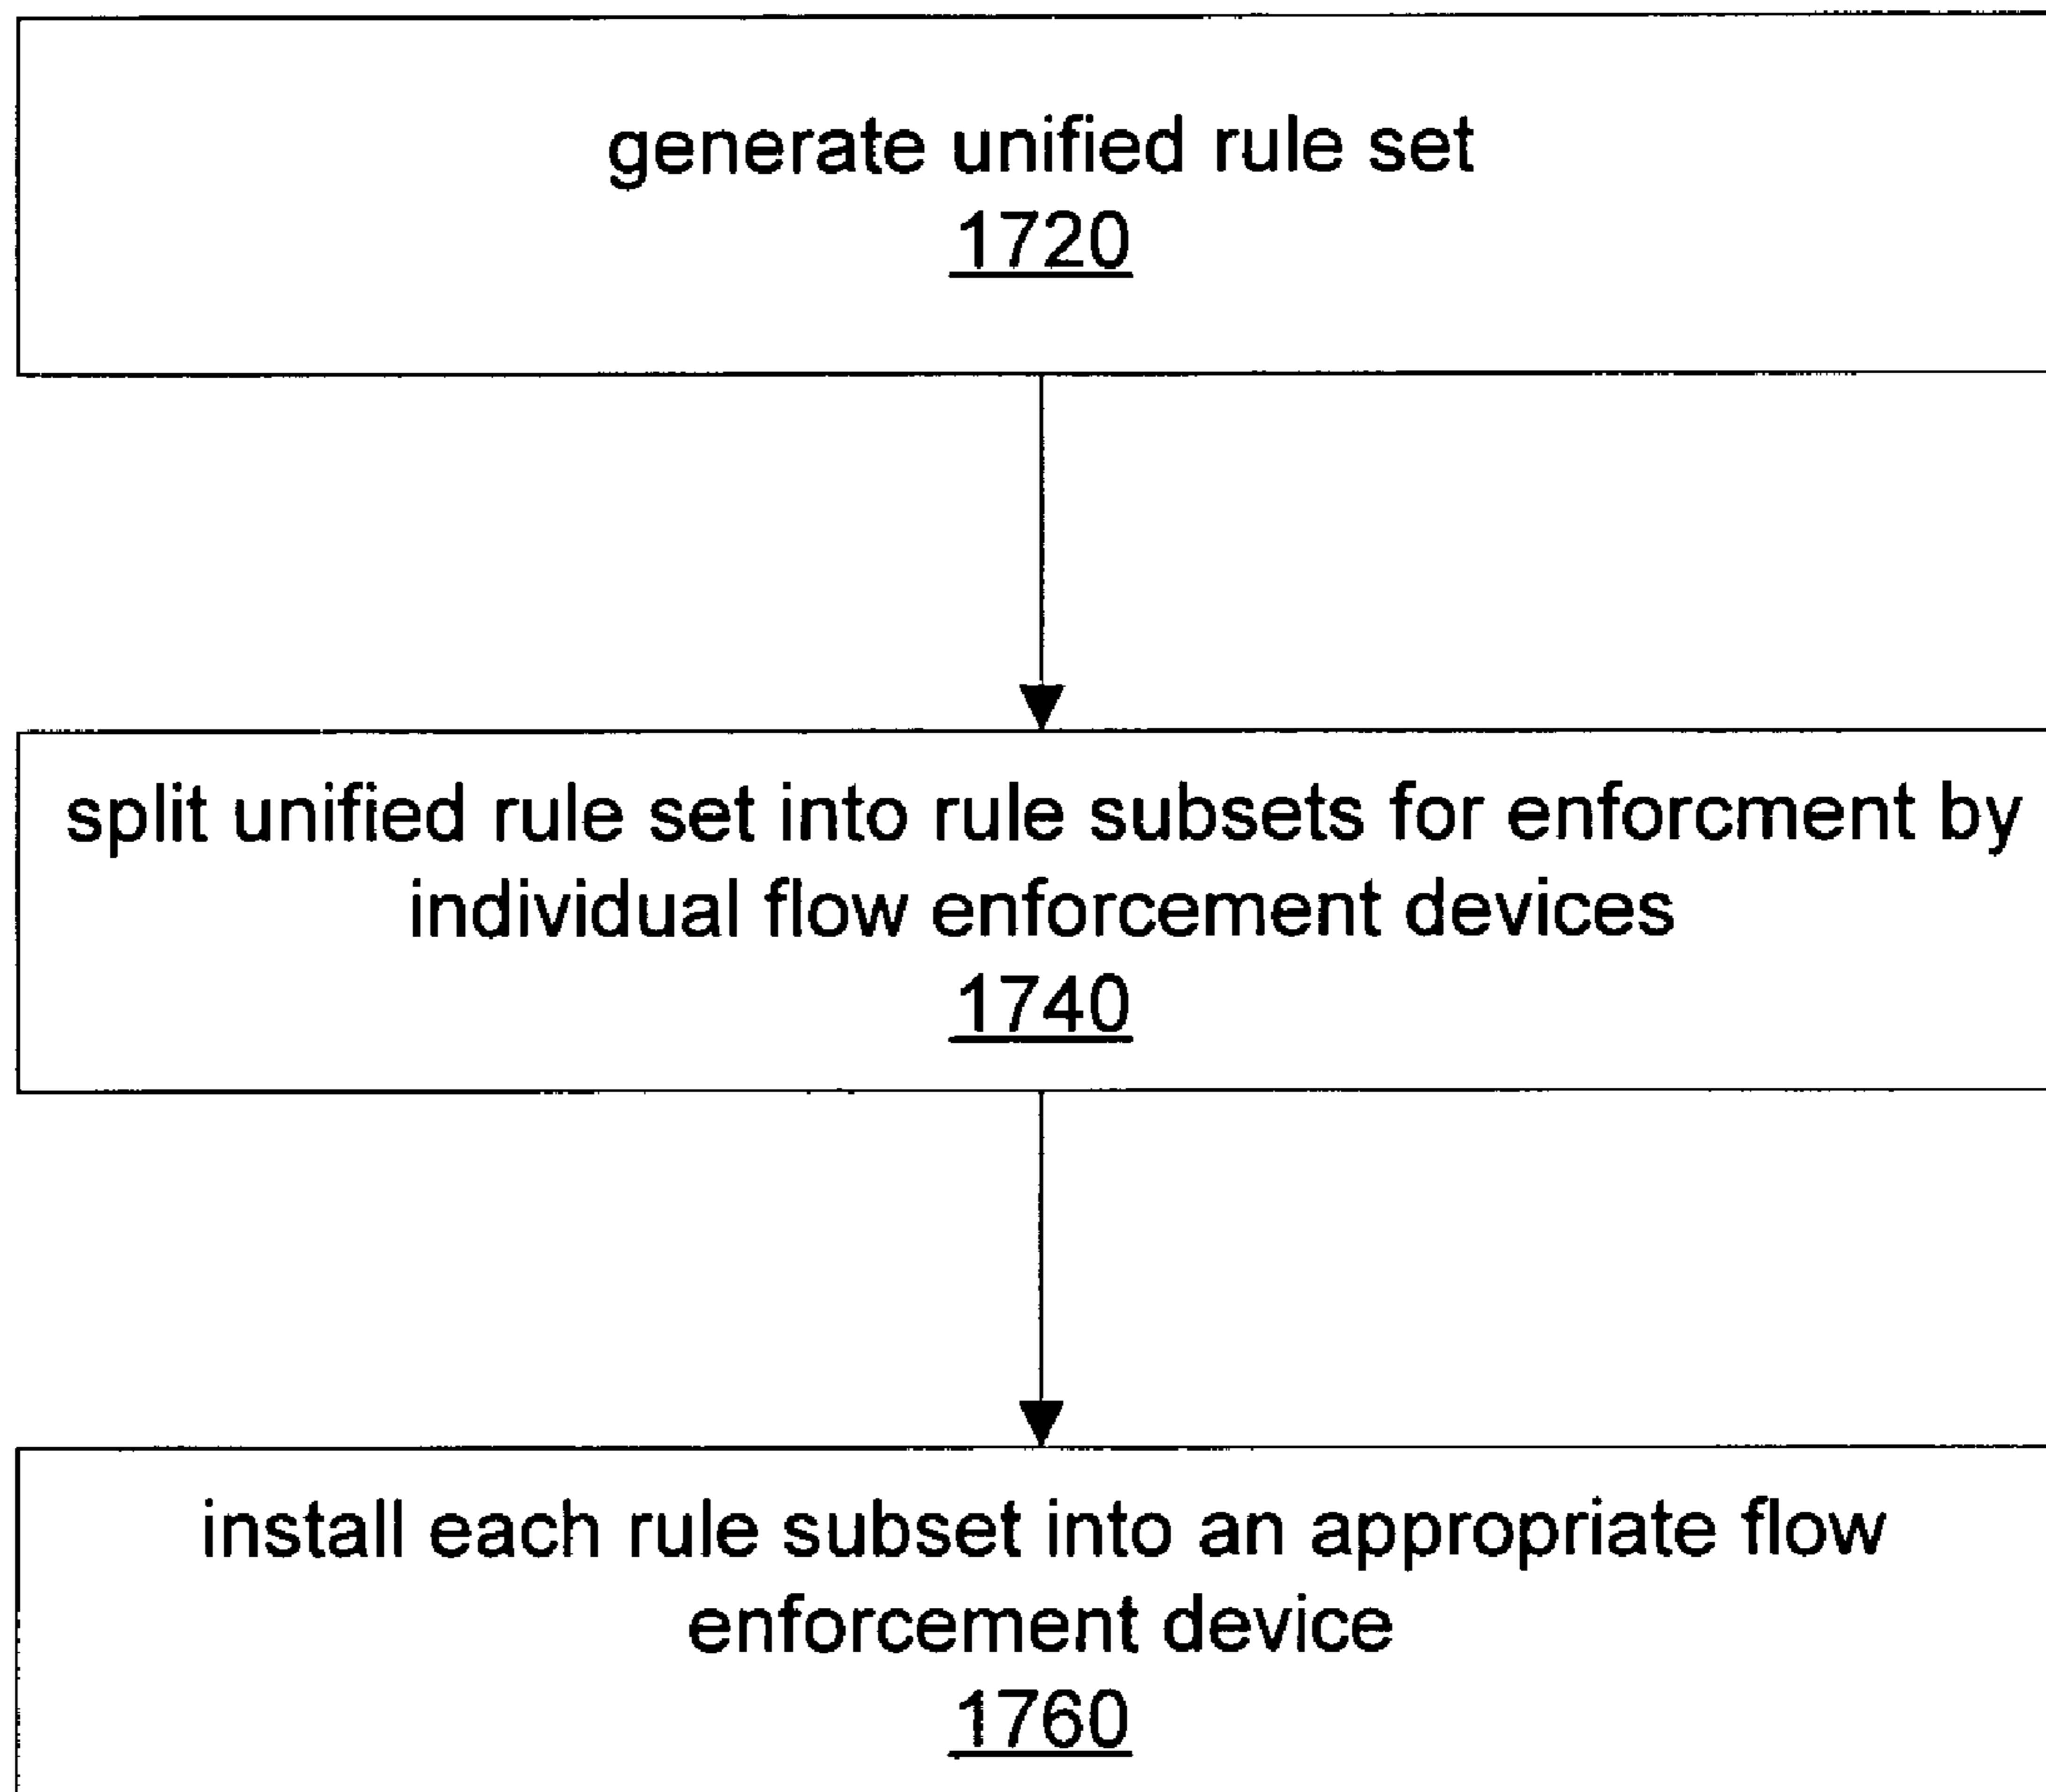 generate unified rule set
1720
split unified rule set into rule subsets for enforcment by
individual flow enforcement devices
1740
install each rule subset into an appropriate flow
enforcement device
1760